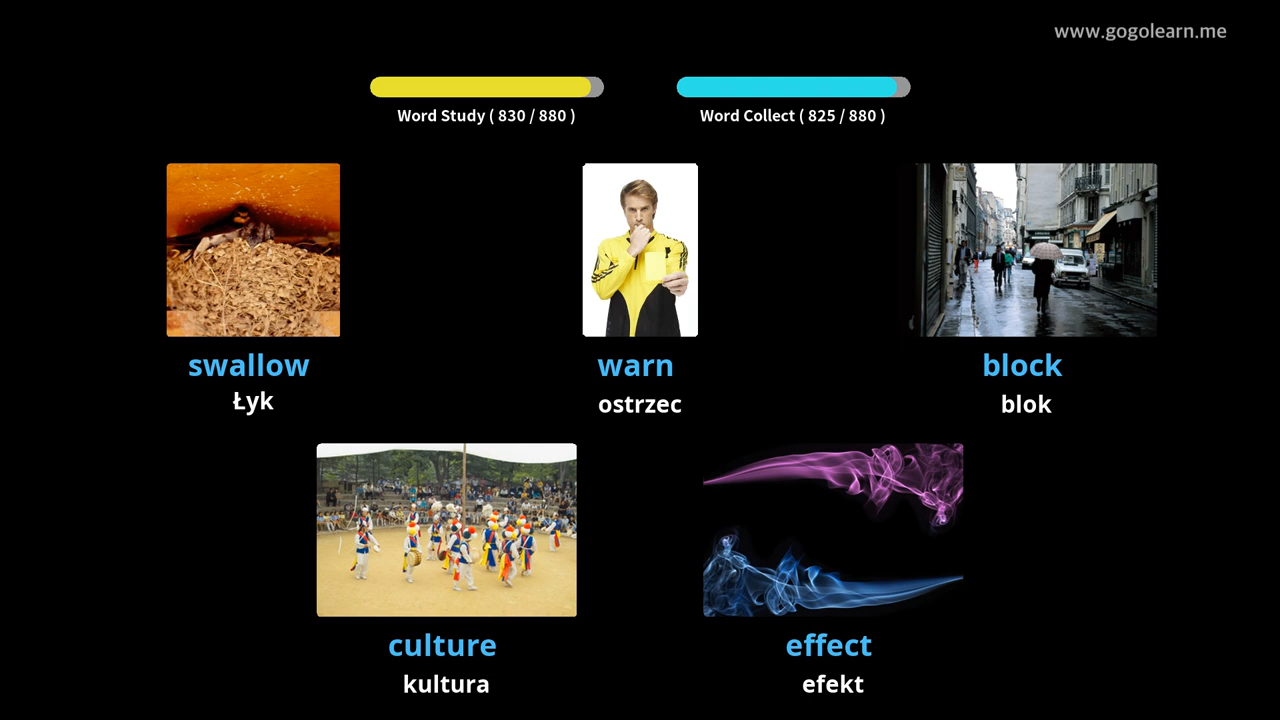 www.gogolearn.me
Word Study ( 830 / 880 )
Word Collect ( 825 / 880 )
swallow
Łyk
warn
ostrzec
block
blok
culture
kultura
effect
efekt